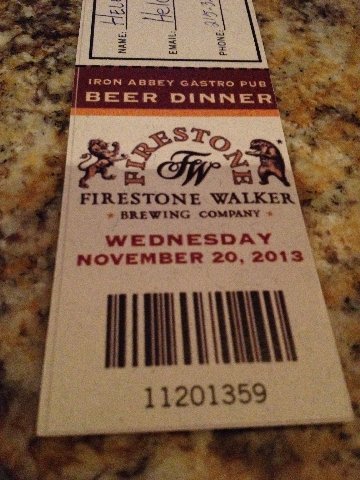 NAME:
EMAIL:
PHONE:
IRON ABBEY GASTRO PUB
BEER DINNER
FIRESTONE
FW
FIRESTONE WALKER
BREWING COMPANY
WEDNESDAY
NOVEMBER 20, 2013
11201359